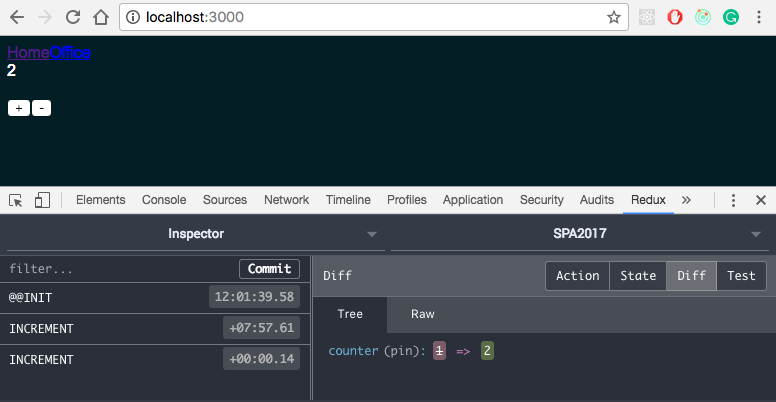 localhost:3000
HomeOffice
2
+ -
Elements Console Sources Network Timeline Profiles Application Security Audits Redux »
Inspector SPA2017
filter... Commit Diff Action State Diff Test
@@INIT 12:01:39.58
Tree Raw
INCREMENT +07:57.61
counter (pin): 1 => 2
INCREMENT +00:00.14